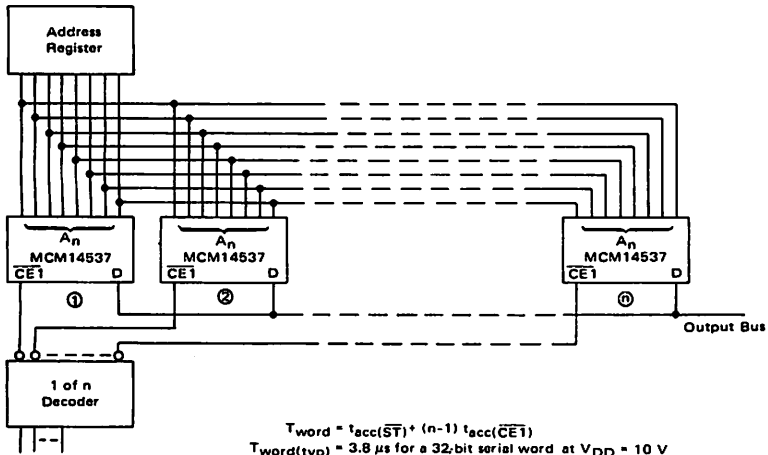 Address
Register
An
MCM14537
CE1 D
①
An
MCM14537
CE1 D
②
An
MCM14537
CE1 D
ⓝ
Output Bus
1 of n
Decoder
Tword = tacc(ST) + (n-1) tacc(CE1)
Tword(typ) = 3.8 μs for a 32-bit serial word at VDD = 10 V